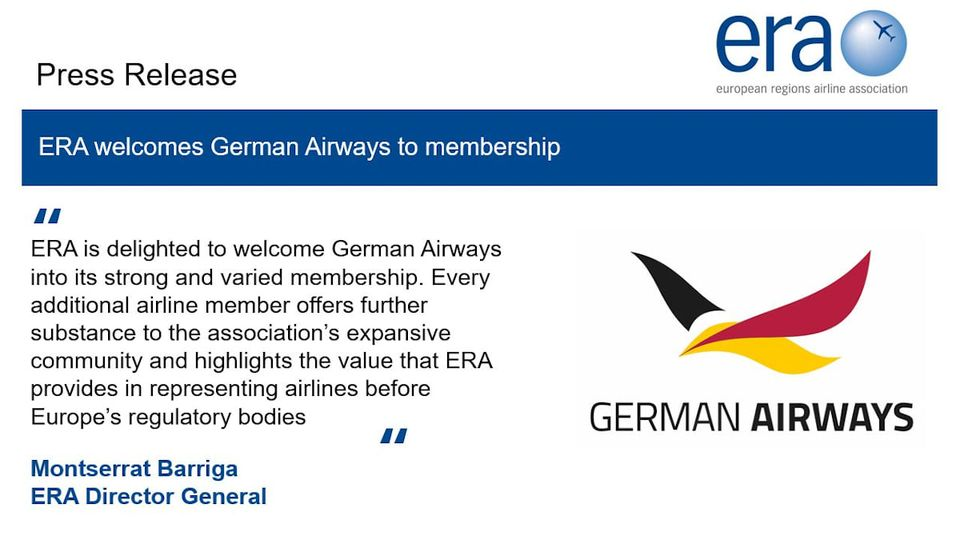 era
european regions airline association
Press Release
ERA welcomes German Airways to membership
“
ERA is delighted to welcome German Airways
into its strong and varied membership. Every
additional airline member offers further
substance to the association’s expansive
community and highlights the value that ERA
provides in representing airlines before
Europe’s regulatory bodies
“
Montserrat Barriga
ERA Director General
GERMAN AIRWAYS